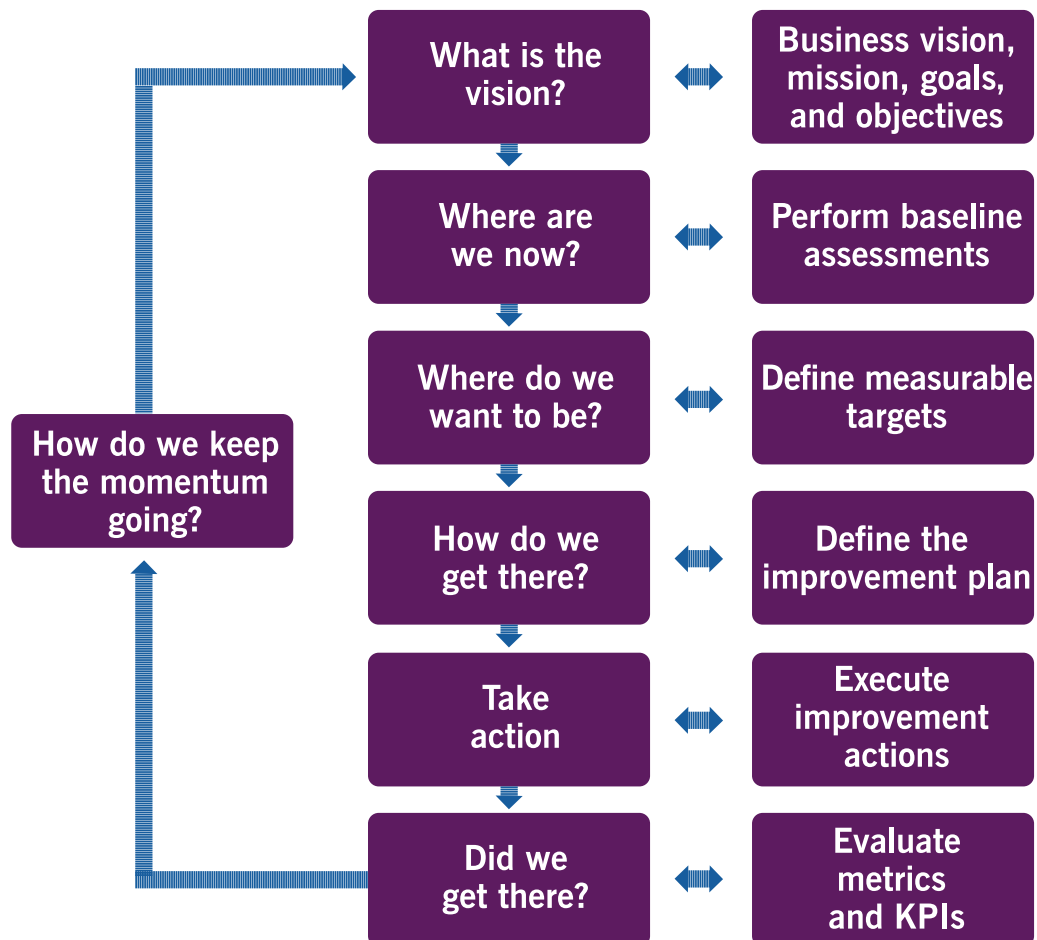 What is the
vision?
Business vision,
mission, goals,
and objectives
Where are
we now?
Perform baseline
assessments
Where do we
want to be?
Define measurable
targets
How do we keep
the momentum
going?
How do we
get there?
Define the
improvement plan
Take
action
Execute
improvement
actions
Did we
get there?
Evaluate
metrics
and KPIs